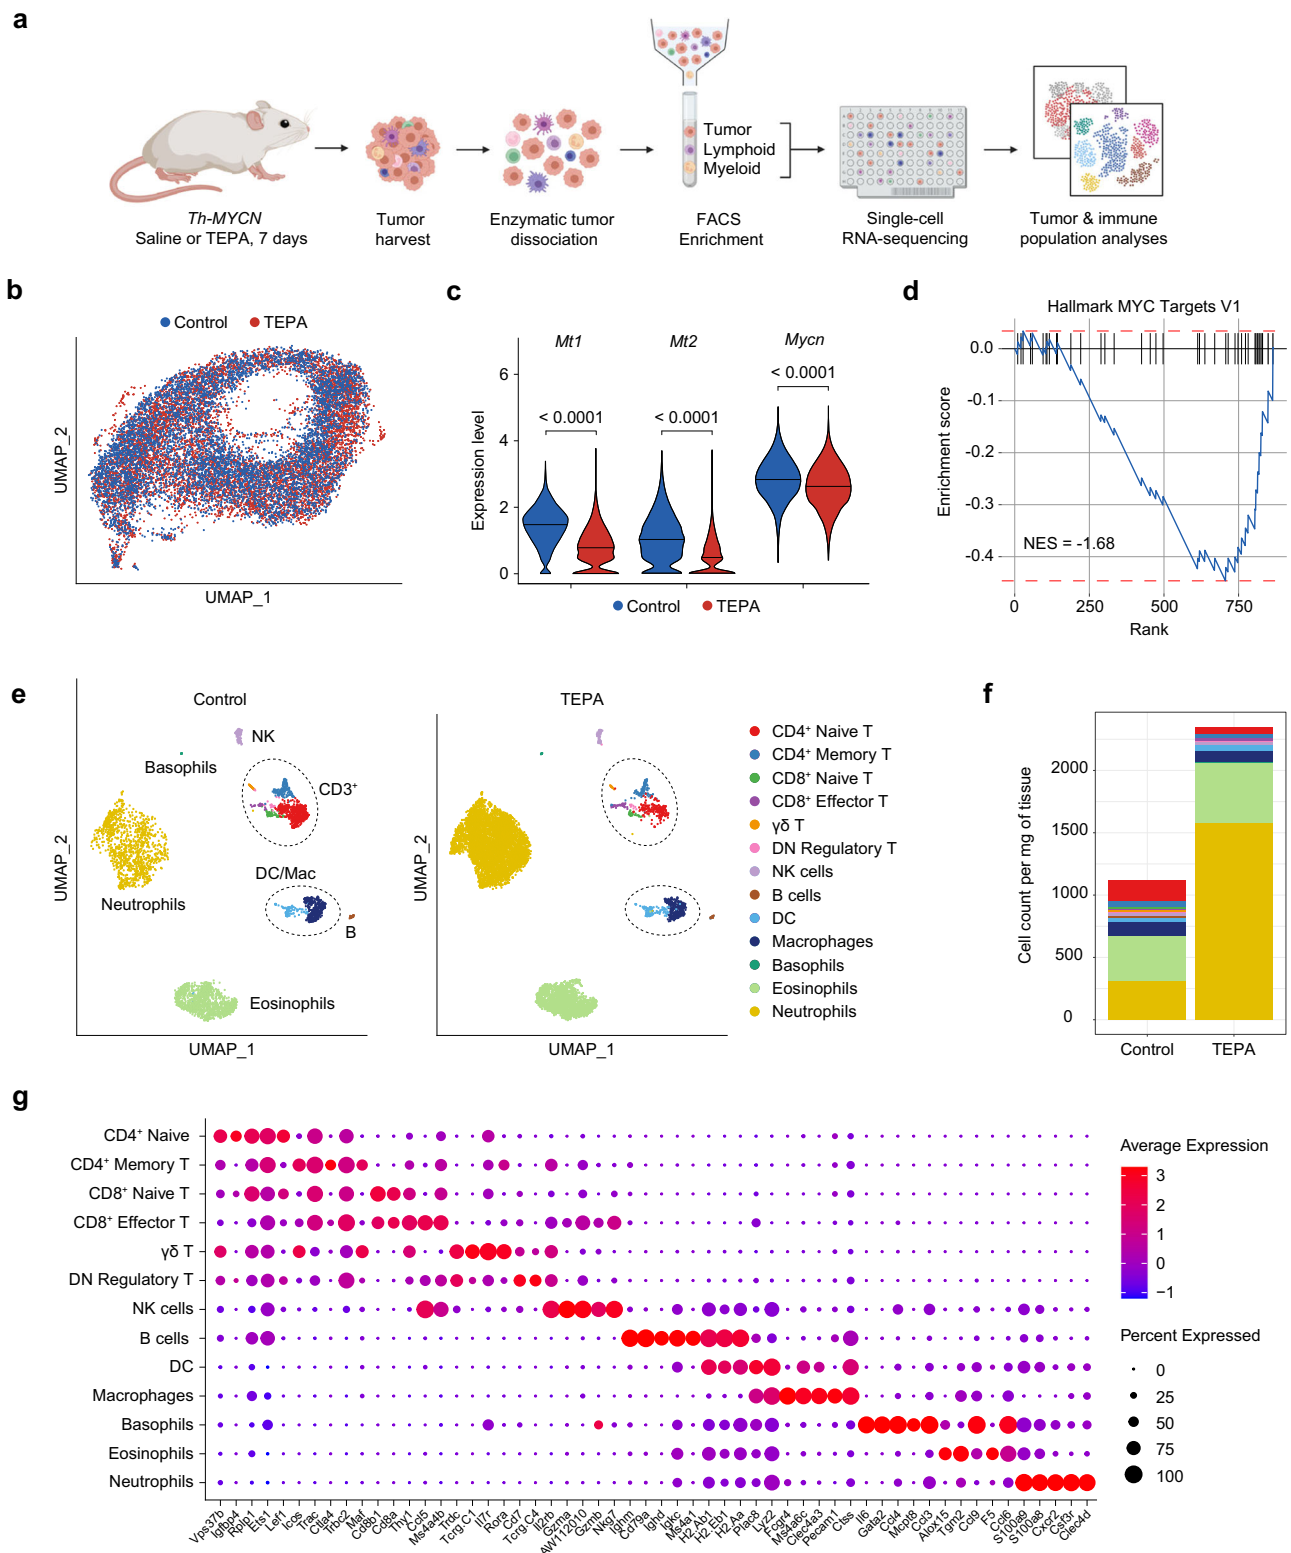 a
Tumor
Lymphoid
Myeloid
Th-MYCN
Saline or TEPA, 7 days
Tumor
harvest
Enzymatic tumor
dissociation
FACS
Enrichment
Single-cell
RNA-sequencing
Tumor & immune
population analyses
b
Control
TEPA
UMAP_2
UMAP_1
c
Mt1
Mt2
Mycn
< 0.0001
< 0.0001
< 0.0001
Expression level
6
4
2
0
Control
TEPA
d
Hallmark MYC Targets V1
Enrichment score
0.0
-0.1
-0.2
-0.3
-0.4
NES = -1.68
0
250
500
750
Rank
e
Control
NK
Basophils
CD3+
DC/Mac
Neutrophils
B
Eosinophils
UMAP_2
UMAP_1
TEPA
UMAP_2
UMAP_1
CD4+ Naive T
CD4+ Memory T
CD8+ Naive T
CD8+ Effector T
γδ T
DN Regulatory T
NK cells
B cells
DC
Macrophages
Basophils
Eosinophils
Neutrophils
f
Cell count per mg of tissue
2000
1500
1000
500
0
Control
TEPA
g
CD4+ Naive
CD4+ Memory T
CD8+ Naive T
CD8+ Effector T
γδ T
DN Regulatory T
NK cells
B cells
DC
Macrophages
Basophils
Eosinophils
Neutrophils
Vps37b
Igfbp4
Rplp1
Ets1
Lef1
Icos
Trac
Ctla4
Trbc2
Maf
Cd8b1
Cd8a
Thy1
Ccl5
Ms4a4b
Trdc
Tcrg-C1
Il7r
Rora
Cd7
Tcrg-C4
Il2rb
Gzma
AW112010
Gzmb
Nkg7
Ighm
Cd79a
Ighd
Igkc
Ms4a1
H2-Ab1
H2-Eb1
H2-Aa
Plac8
Lyz2
Fcgr4
Ms4a6c
Clec4a3
Pecam1
Ctss
Il6
Gata2
Ccl4
Mcpt8
Ccl3
Alox15
Tgm2
Ccl9
F5
Ccl6
S100a9
S100a8
Cxcr2
Csf3r
Clec4d
Average Expression
3
2
1
0
−1
Percent Expressed
0
25
50
75
100